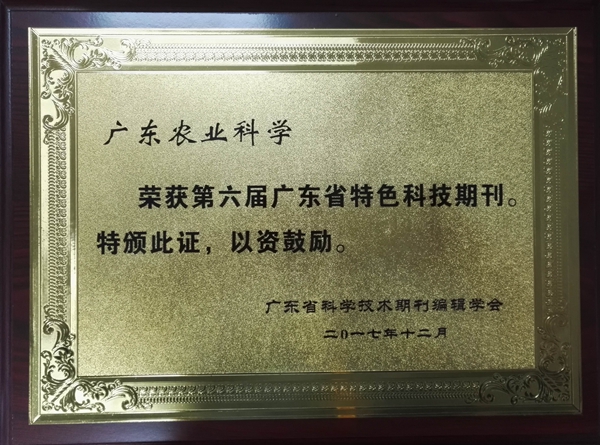 广东农业科学
荣获第六届广东省特色科技期刊。
特颁此证，以资鼓励。
广东省科学技术期刊编辑学会
二0一七年十二月